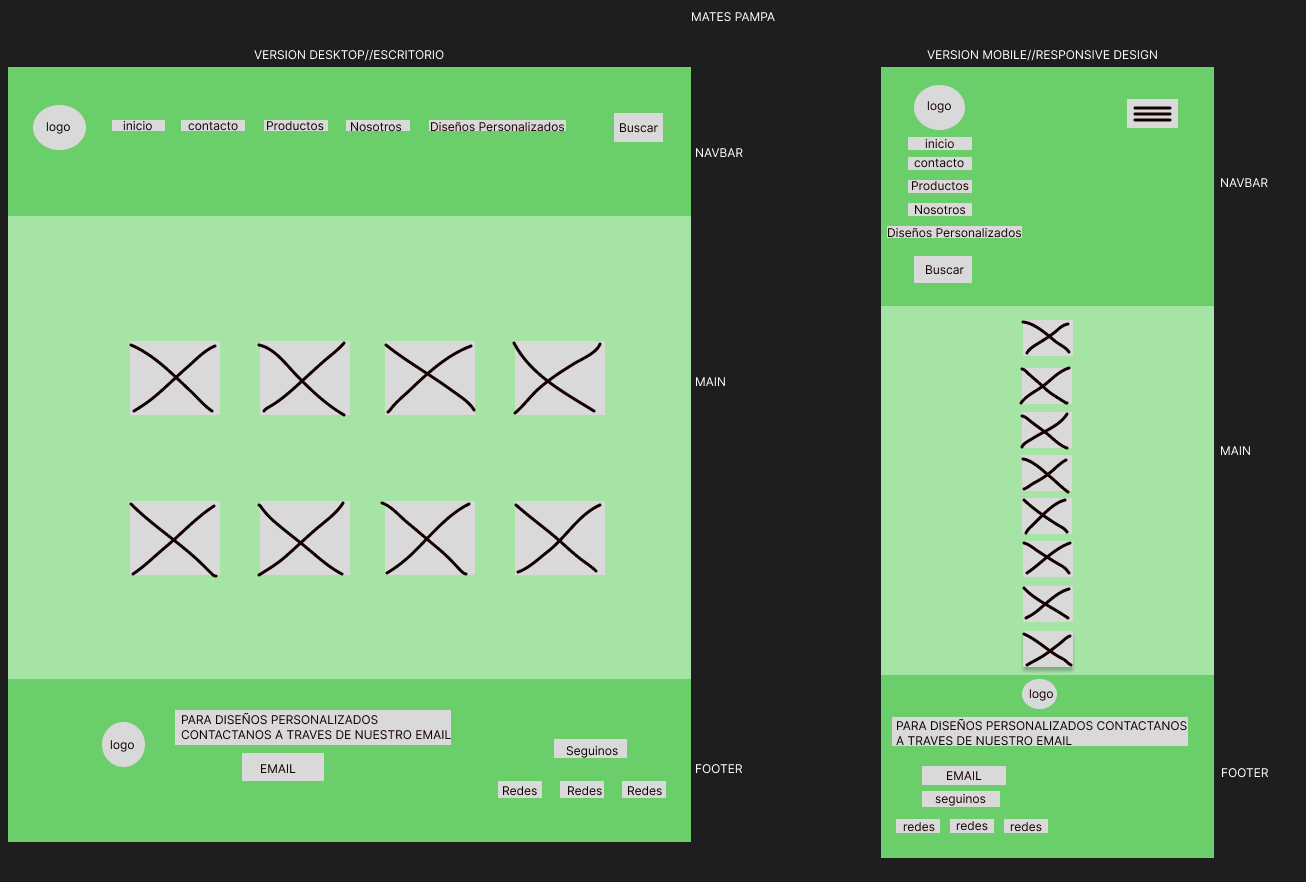 MATES PAMPA
VERSION DESKTOP//ESCRITORIO
logo
inicio
contacto
Productos
Nosotros
Diseños Personalizados
Buscar
NAVBAR
MAIN
logo
PARA DISEÑOS PERSONALIZADOS
CONTACTANOS A TRAVES DE NUESTRO EMAIL
EMAIL
Seguinos
Redes
Redes
Redes
FOOTER
VERSION MOBILE//RESPONSIVE DESIGN
logo
inicio
contacto
Productos
Nosotros
Diseños Personalizados
Buscar
NAVBAR
MAIN
logo
PARA DISEÑOS PERSONALIZADOS CONTACTANOS
A TRAVES DE NUESTRO EMAIL
EMAIL
seguinos
redes
redes
redes
FOOTER